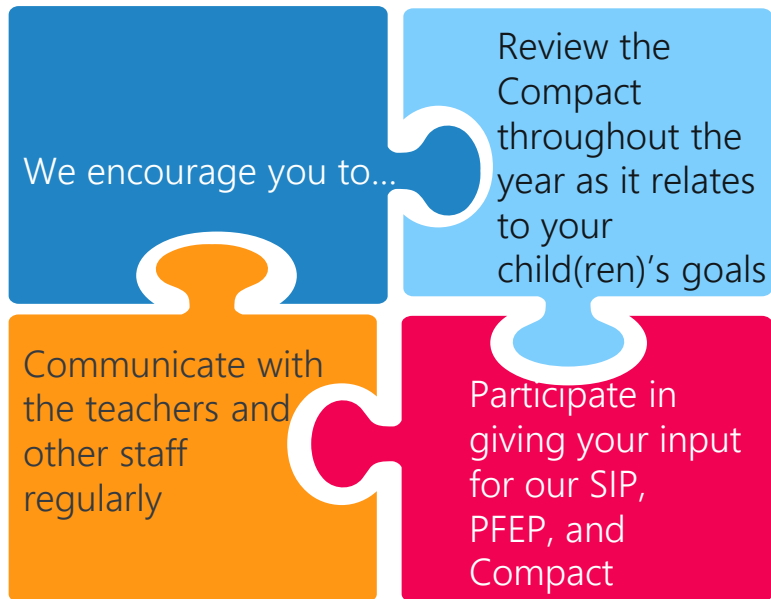 We encourage you to...
Review the
Compact
throughout the
year as it relates
to your
child(ren)'s goals
Communicate with
the teachers and
other staff
regularly
Participate in
giving your input
for our SIP,
PFEP, and
Compact